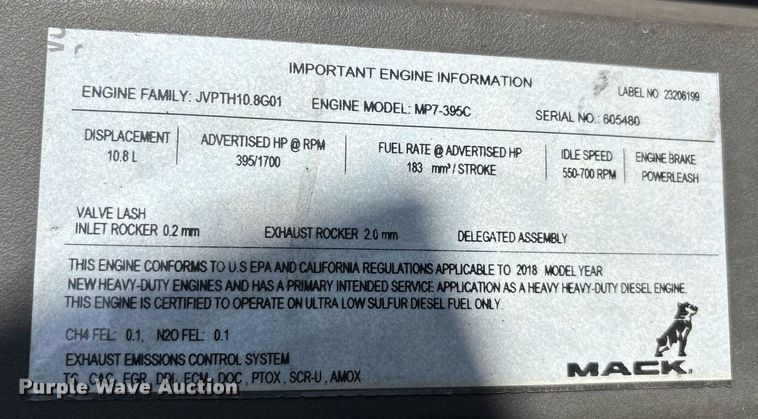 IMPORTANT ENGINE INFORMATION
LABEL NO 23206199
ENGINE FAMILY: JVPTH10.8G01 ENGINE MODEL: MP7-395C SERIAL NO.: 605480
DISPLACEMENT ADVERTISED HP @ RPM FUEL RATE @ ADVERTISED HP IDLE SPEED ENGINE BRAKE
10.8 L 395/1700 183 mm³ / STROKE 550-700 RPM POWERLEASH
VALVE LASH
INLET ROCKER 0.2 mm EXHAUST ROCKER 2.0 mm DELEGATED ASSEMBLY
THIS ENGINE CONFORMS TO U.S EPA AND CALIFORNIA REGULATIONS APPLICABLE TO 2018 MODEL YEAR
NEW HEAVY-DUTY ENGINES AND HAS A PRIMARY INTENDED SERVICE APPLICATION AS A HEAVY HEAVY-DUTY DIESEL ENGINE.
THIS ENGINE IS CERTIFIED TO OPERATE ON ULTRA LOW SULFUR DIESEL FUEL ONLY.
CH4 FEL: 0.1, N2O FEL: 0.1
EXHAUST EMISSIONS CONTROL SYSTEM
TC, CAC, EGR, DDI, ECM, DOC, PTOX, SCR-U, AMOX
MACK
Purple Wave Auction